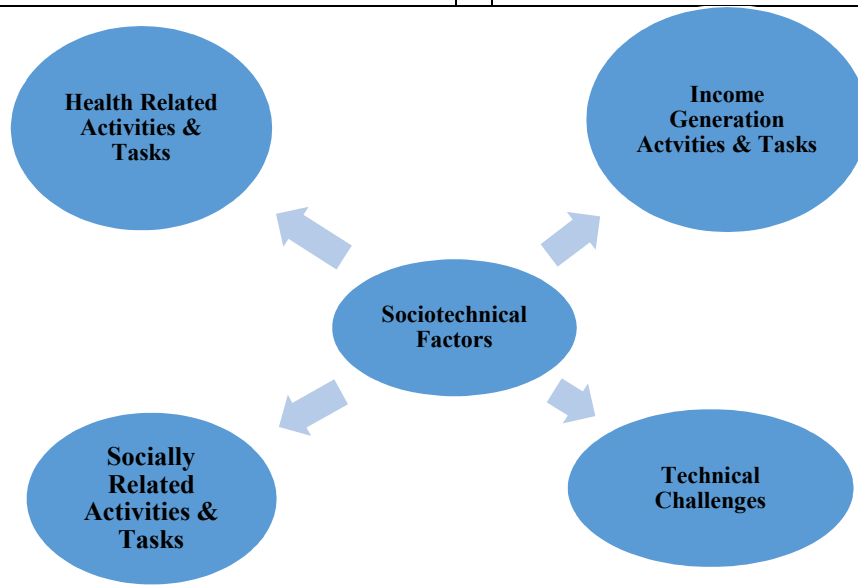 Health Related
Activities &
Tasks
Income
Generation
Actvities & Tasks
Sociotechnical
Factors
Socially
Related
Activities &
Tasks
Technical
Challenges